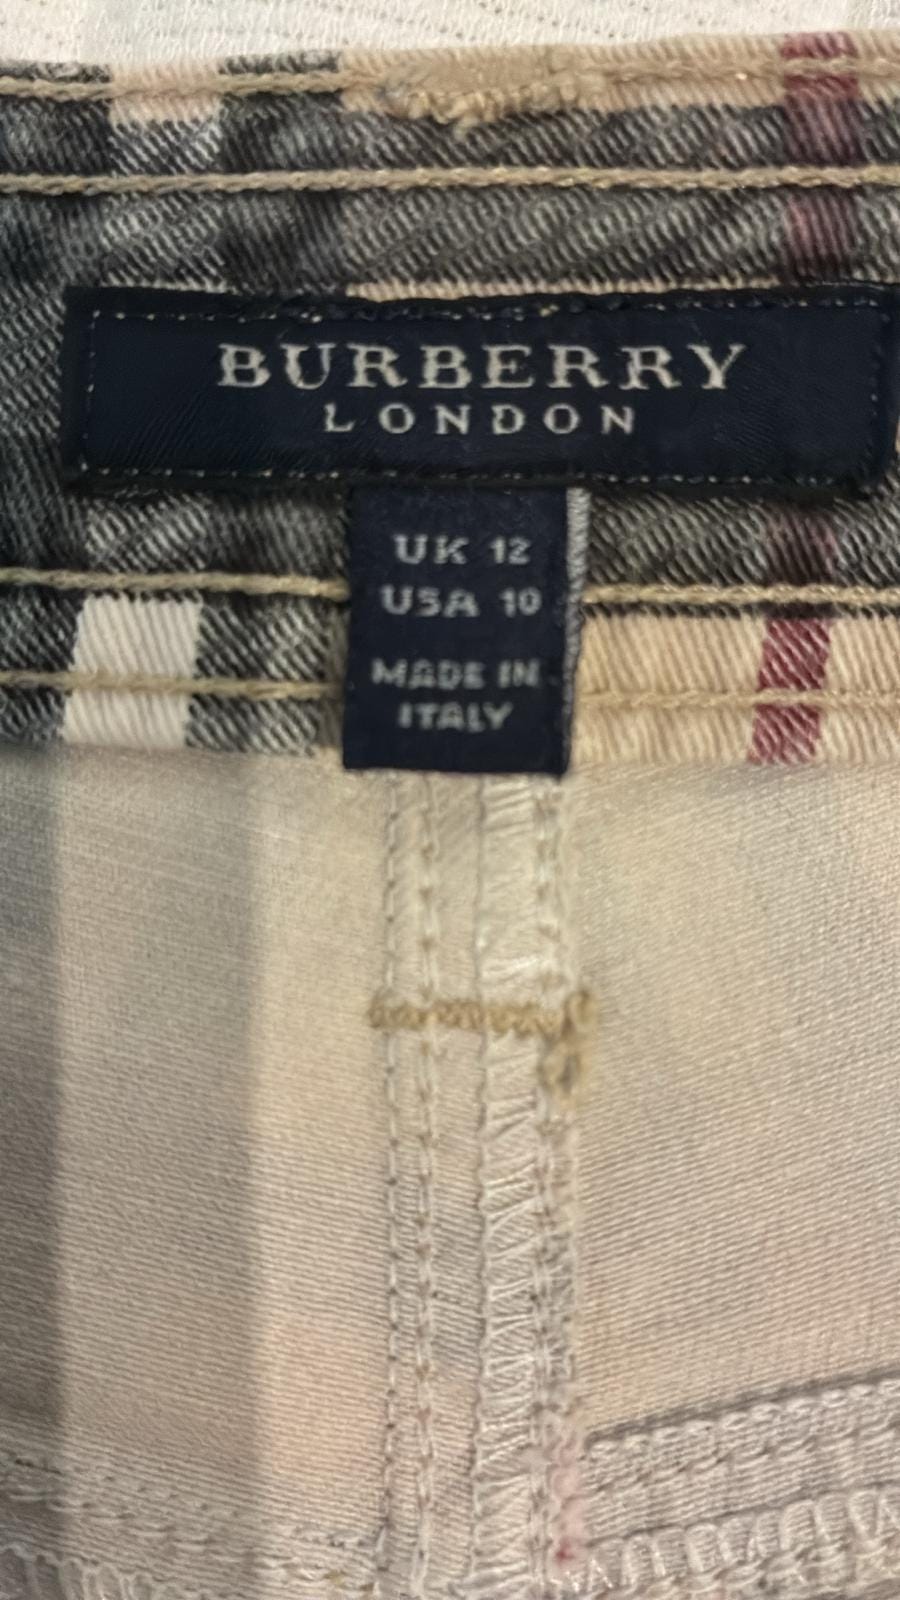 BURBERRY
LONDON
UK 12
USA 10
MADE IN
ITALY